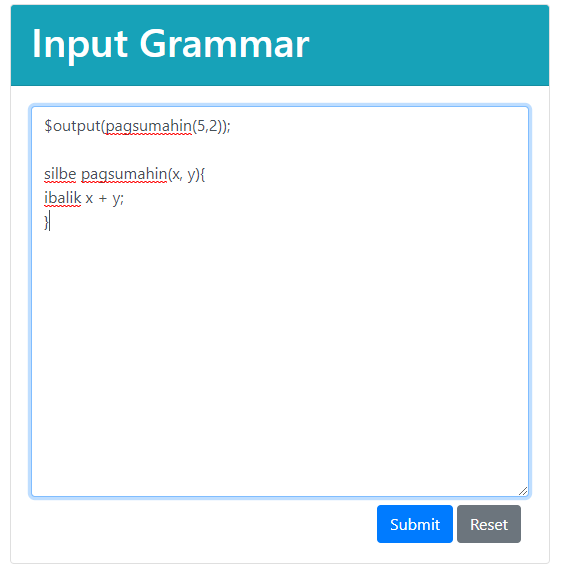 Input Grammar
$output(pagsumahin(5,2));
silbe pagsumahin(x, y){
ibalik x + y;
}
Submit
Reset